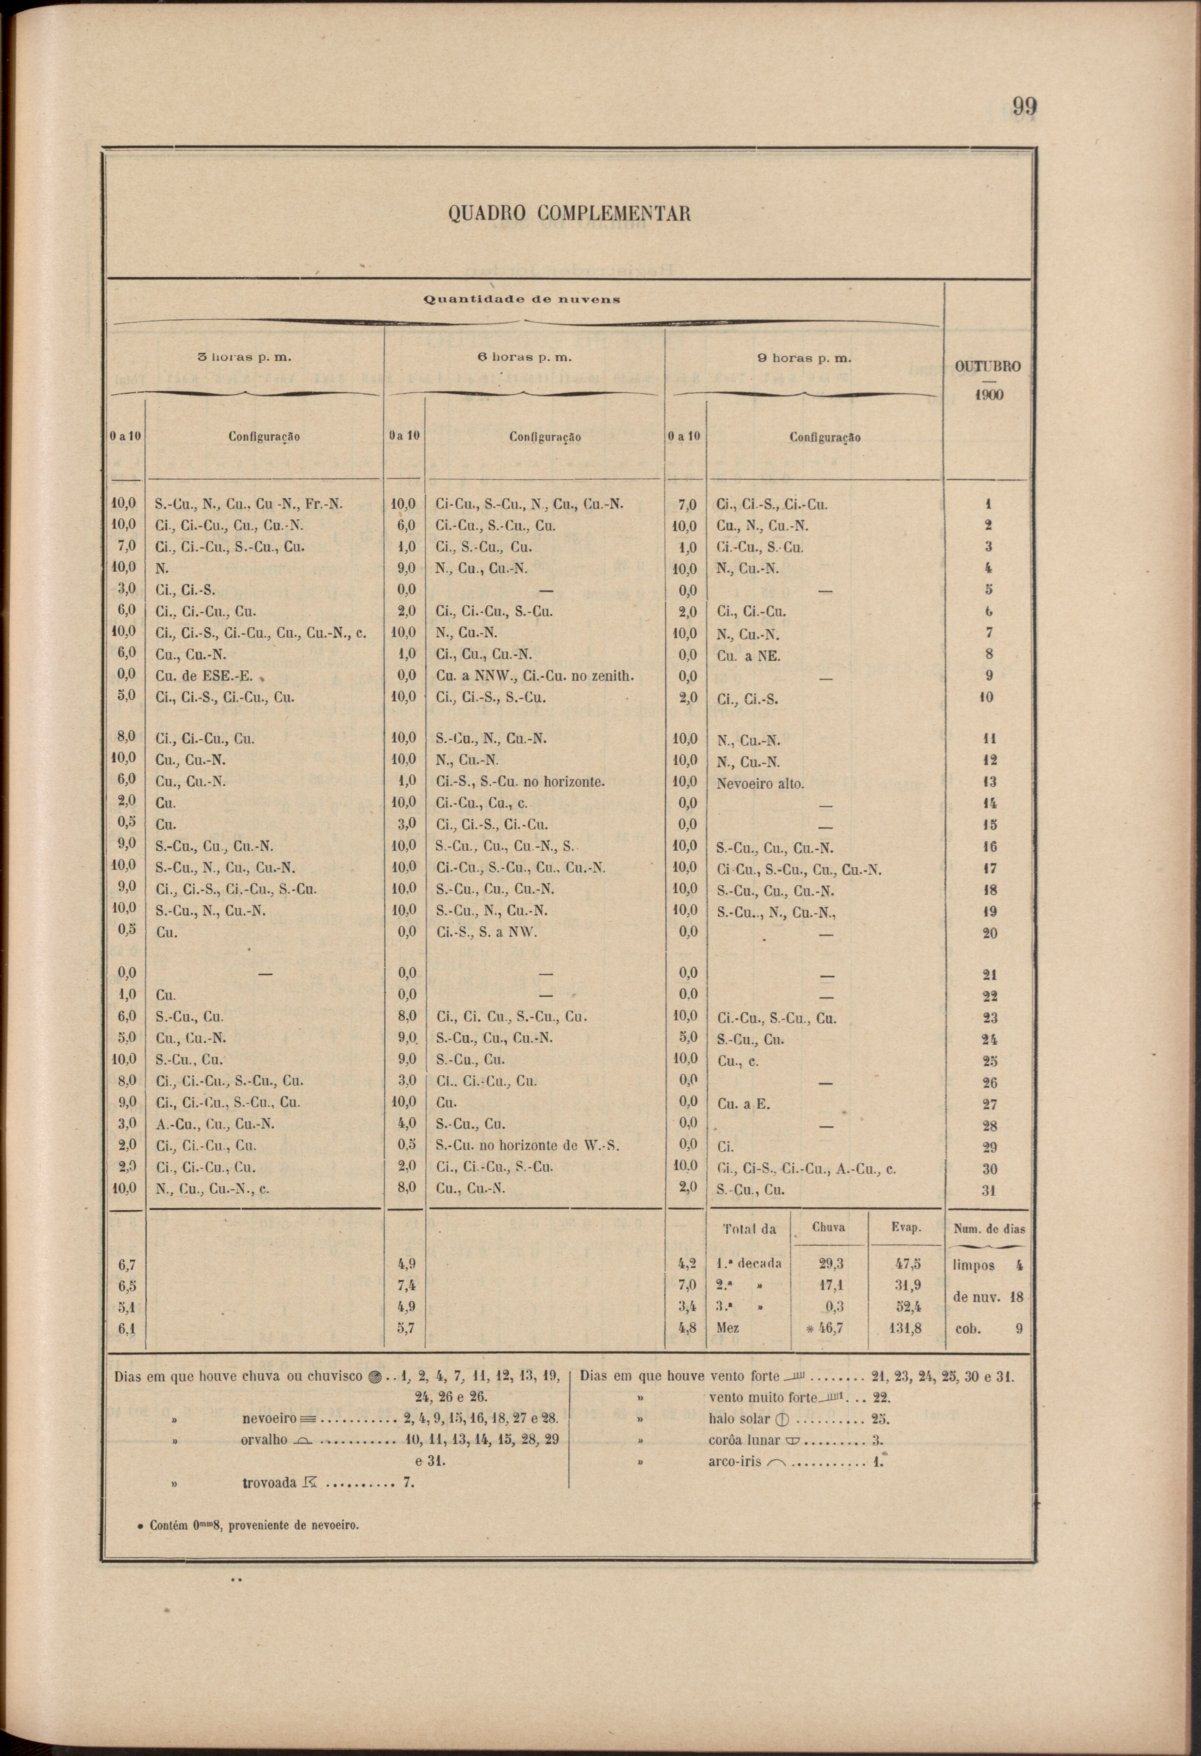 99
QUADRO COMPLEMENTAR
Quantidade de nuvens
3 horas p. m. 6 horas p. m. 9 horas p. m. OUTUBRO
1900
0 a 10 Configuração 0 a 10 Configuração 0 a 10 Configuração
10,0 S.-Cu., N., Cu., Cu-N., Fr.-N. 10,0 Ci-Cu., S.-Cu., N., Cu., Cu.-N. 7,0 Ci., Ci.-S., Ci.-Cu. 1
10,0 Ci., Ci.-Cu., Cu., Cu.-N. 6,0 Ci.-Cu., S.-Cu., Cu. 10,0 Cu., N., Cu.-N. 2
7,0 Ci., Ci.-Cu., S.-Cu., Cu. 1,0 Ci., S.-Cu., Cu. 1,0 Ci.-Cu., S.-Cu. 3
10,0 N. 9,0 N., Cu., Cu.-N. 10,0 N., Cu.-N. 4
3,0 Ci., Ci.-S. 0,0 — 0,0 — 5
6,0 Ci., Ci.-Cu., Cu. 2,0 Ci., Ci.-Cu., S.-Cu. 2,0 Ci., Ci.-Cu. 6
10,0 Ci., Ci.-S., Ci.-Cu., Cu., Cu.-N., c. 10,0 N., Cu.-N. 10,0 N., Cu.-N. 7
6,0 Cu., Cu.-N. 1,0 Ci., Cu., Cu.-N. 0,0 Cu. a NE. 8
0,0 Cu. de ESE.-E. 0,0 Cu. a NNW., Ci.-Cu. no zenith. 0,0 — 9
5,0 Ci., Ci.-S., Ci.-Cu., Cu. 10,0 Ci., Ci.-S., S.-Cu. 2,0 Ci., Ci.-S. 10
8,0 Ci., Ci.-Cu., Cu. 10,0 S.-Cu., N., Cu.-N. 10,0 N., Cu.-N. 11
10,0 Cu., Cu.-N. 10,0 N., Cu.-N. 10,0 N., Cu.-N. 12
6,0 Cu., Cu.-N. 1,0 Ci.-S., S.-Cu. no horizonte. 10,0 Nevoeiro alto. 13
2,0 Cu. 10,0 Ci.-Cu., Cu., c. 0,0 — 14
0,5 Cu. 3,0 Ci., Ci.-S., Ci.-Cu. 0,0 — 15
9,0 S.-Cu., Cu., Cu.-N. 10,0 S.-Cu., Cu., Cu.-N., S. 10,0 S.-Cu., Cu., Cu.-N. 16
10,0 S.-Cu., N., Cu., Cu.-N. 10,0 Ci.-Cu., S.-Cu., Cu., Cu.-N. 10,0 Ci-Cu., S.-Cu., Cu., Cu.-N. 17
9,0 Ci., Ci.-S., Ci.-Cu., S.-Cu. 10,0 S.-Cu., Cu., Cu.-N. 10,0 S.-Cu., Cu., Cu.-N. 18
10,0 S.-Cu., N., Cu.-N. 10,0 S.-Cu., N., Cu.-N. 10,0 S.-Cu.., N., Cu.-N., 19
0,5 Cu. 0,0 Ci.-S., S. a NW. 0,0 — 20
0,0 — 0,0 — 0,0 — 21
1,0 Cu. 0,0 — 0,0 — 22
6,0 S.-Cu., Cu. 8,0 Ci., Ci. Cu., S.-Cu., Cu. 10,0 Ci.-Cu., S.-Cu., Cu. 23
5,0 Cu., Cu.-N. 9,0 S.-Cu., Cu., Cu.-N. 5,0 S.-Cu., Cu. 24
10,0 S.-Cu., Cu. 9,0 S.-Cu., Cu. 10,0 Cu., c. 25
8,0 Ci., Ci.-Cu., S.-Cu., Cu. 3,0 Ci.. Ci.-Cu., Cu. 0,0 — 26
9,0 Ci., Ci.-Cu., S.-Cu., Cu. 10,0 Cu. 0,0 Cu. a E. 27
3,0 A.-Cu., Cu., Cu.-N. 4,0 S.-Cu., Cu. 0,0 — 28
2,0 Ci., Ci.-Cu., Cu. 0,5 S.-Cu. no horizonte de W.-S. 0,0 Ci. 29
2,0 Ci., Ci.-Cu., Cu. 2,0 Ci., Ci.-Cu., S.-Cu. 10,0 Ci., Ci-S., Ci.-Cu., A.-Cu., c. 30
10,0 N., Cu., Cu.-N., c. 8,0 Cu., Cu.-N. 2,0 S.-Cu., Cu. 31
Total da Chuva Evap. Num. de dias
6,7 4,9 4,2 1.ª decada 29,3 47,5 limpos 4
6,5 7,4 7,0 2.ª » 17,1 31,9
de nuv. 18
5,1 4,9 3,4 3.ª » 0,3 52,4
6,1 5,7 4,8 Mez * 46,7 131,8 cob. 9
Dias em que houve chuva ou chuvisco .. 1, 2, 4, 7, 11, 12, 13, 19,
24, 26 e 26.
» nevoeiro ........... 2, 4, 9, 15, 16, 18, 27 e 28.
» orvalho ........... 10, 11, 13, 14, 15, 28, 29
e 31.
» trovoada .......... 7.
Dias em que houve vento forte ........ 21, 23, 24, 25, 30 e 31.
» vento muito forte ... 22.
» halo solar .......... 25.
» corôa lunar ......... 3.
» arco-iris ........... 1.
* Contém 0ᵐᵐ8, proveniente de nevoeiro.